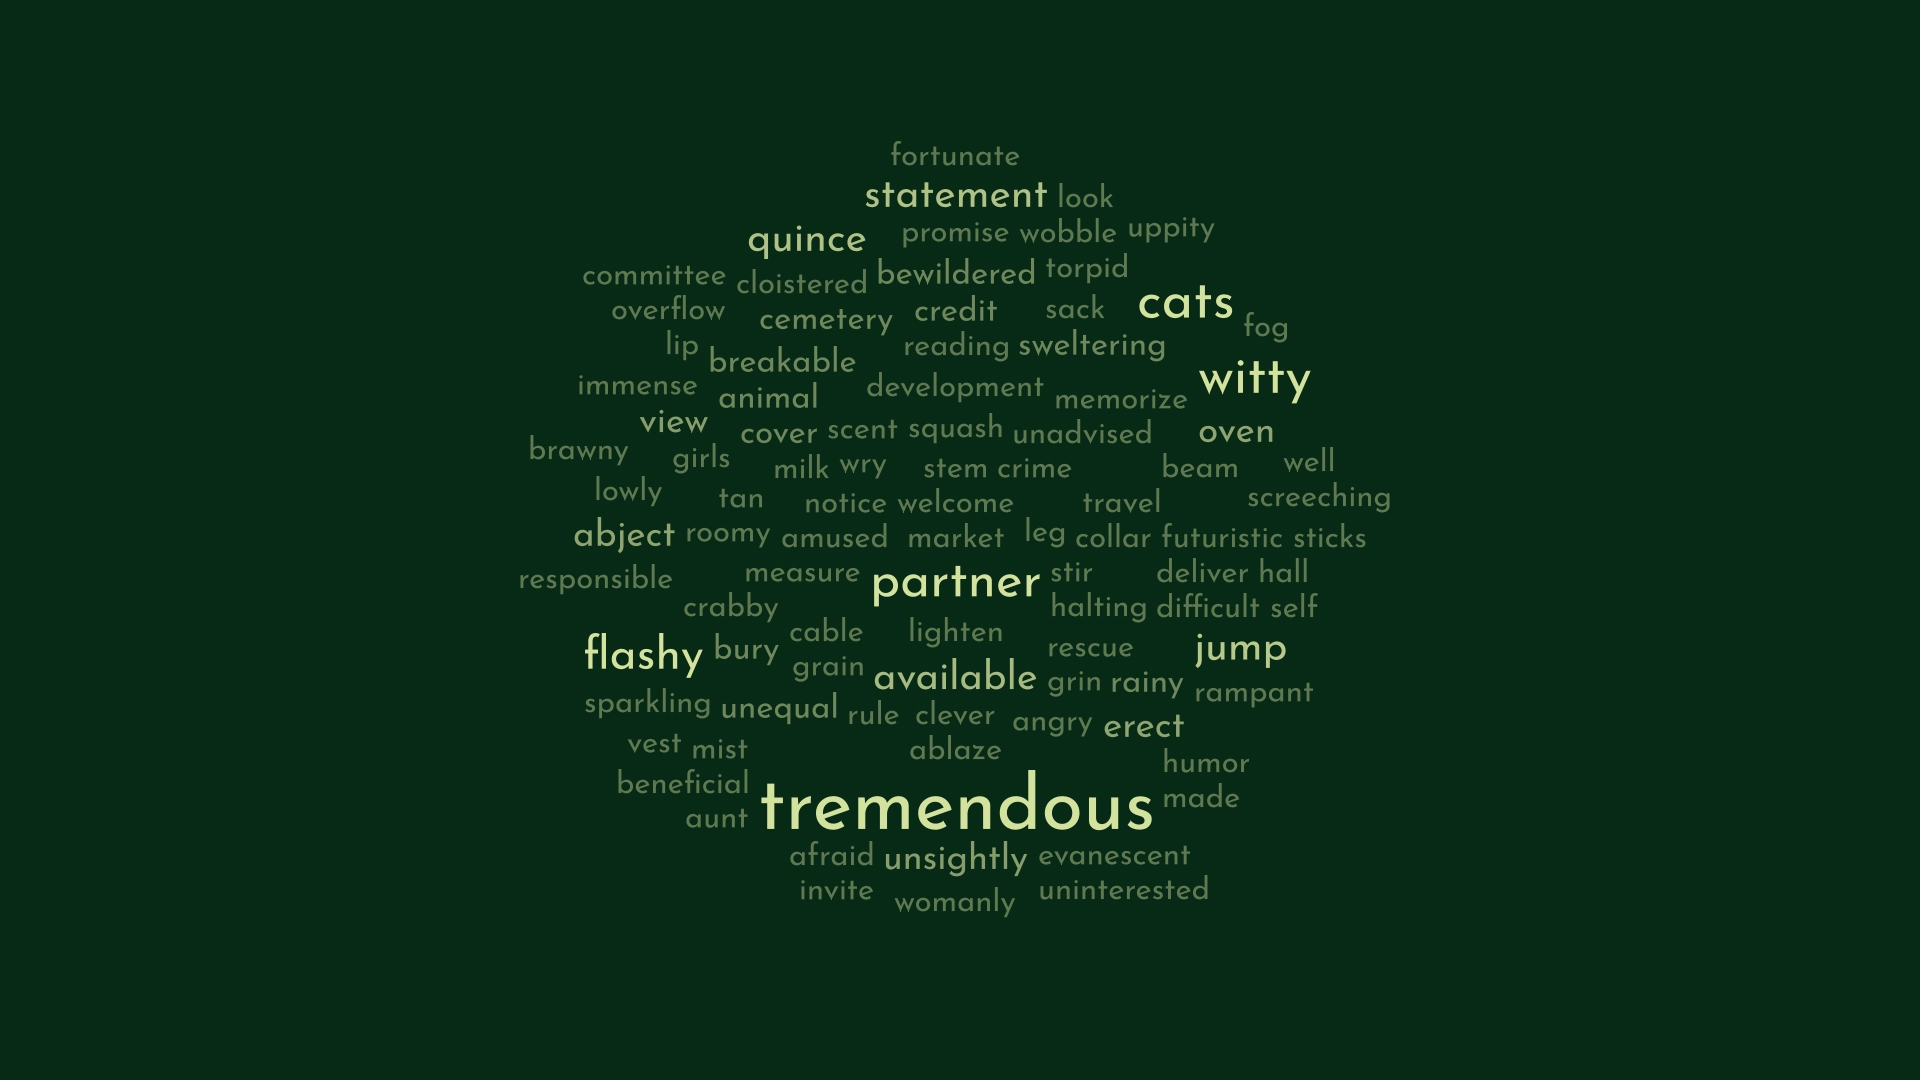 fortunate
statement look
quince promise wobble uppity
committee cloistered bewildered torpid
overflow cemetery credit sack cats fog
lip breakable reading sweltering
immense animal development memorize witty
view cover scent squash unadvised oven
brawny girls milk wry stem crime beam well
lowly tan notice welcome travel screeching
abject roomy amused market leg collar futuristic sticks
responsible measure partner stir deliver hall
crabby halting difficult self
flashy bury cable lighten rescue jump
grain available grin rainy rampant
sparkling unequal rule clever angry erect
vest mist ablaze humor
beneficial tremendous made
aunt
afraid unsightly evanescent
invite womanly uninterested